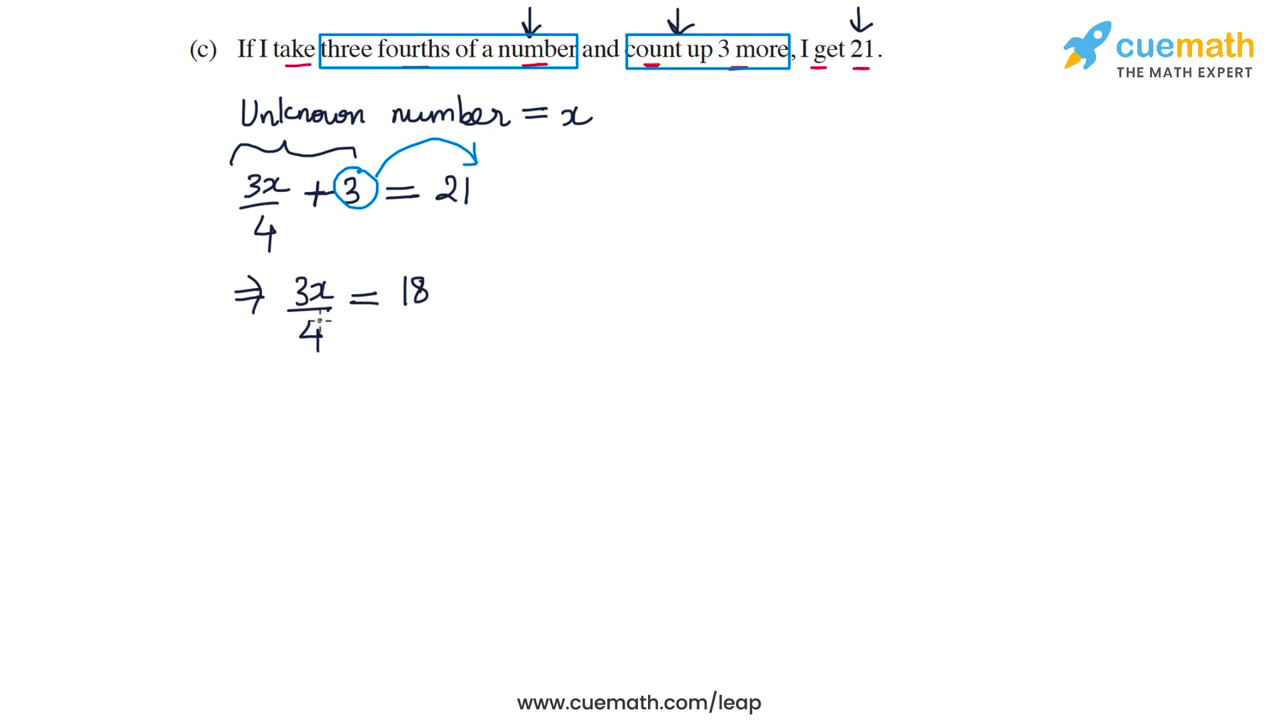 (c) If I take three fourths of a number and count up 3 more, I get 21.
cuemath
THE MATH EXPERT
Unknown number = x
3x/4 + 3 = 21
⇒ 3x/4 = 18
www.cuemath.com/leap